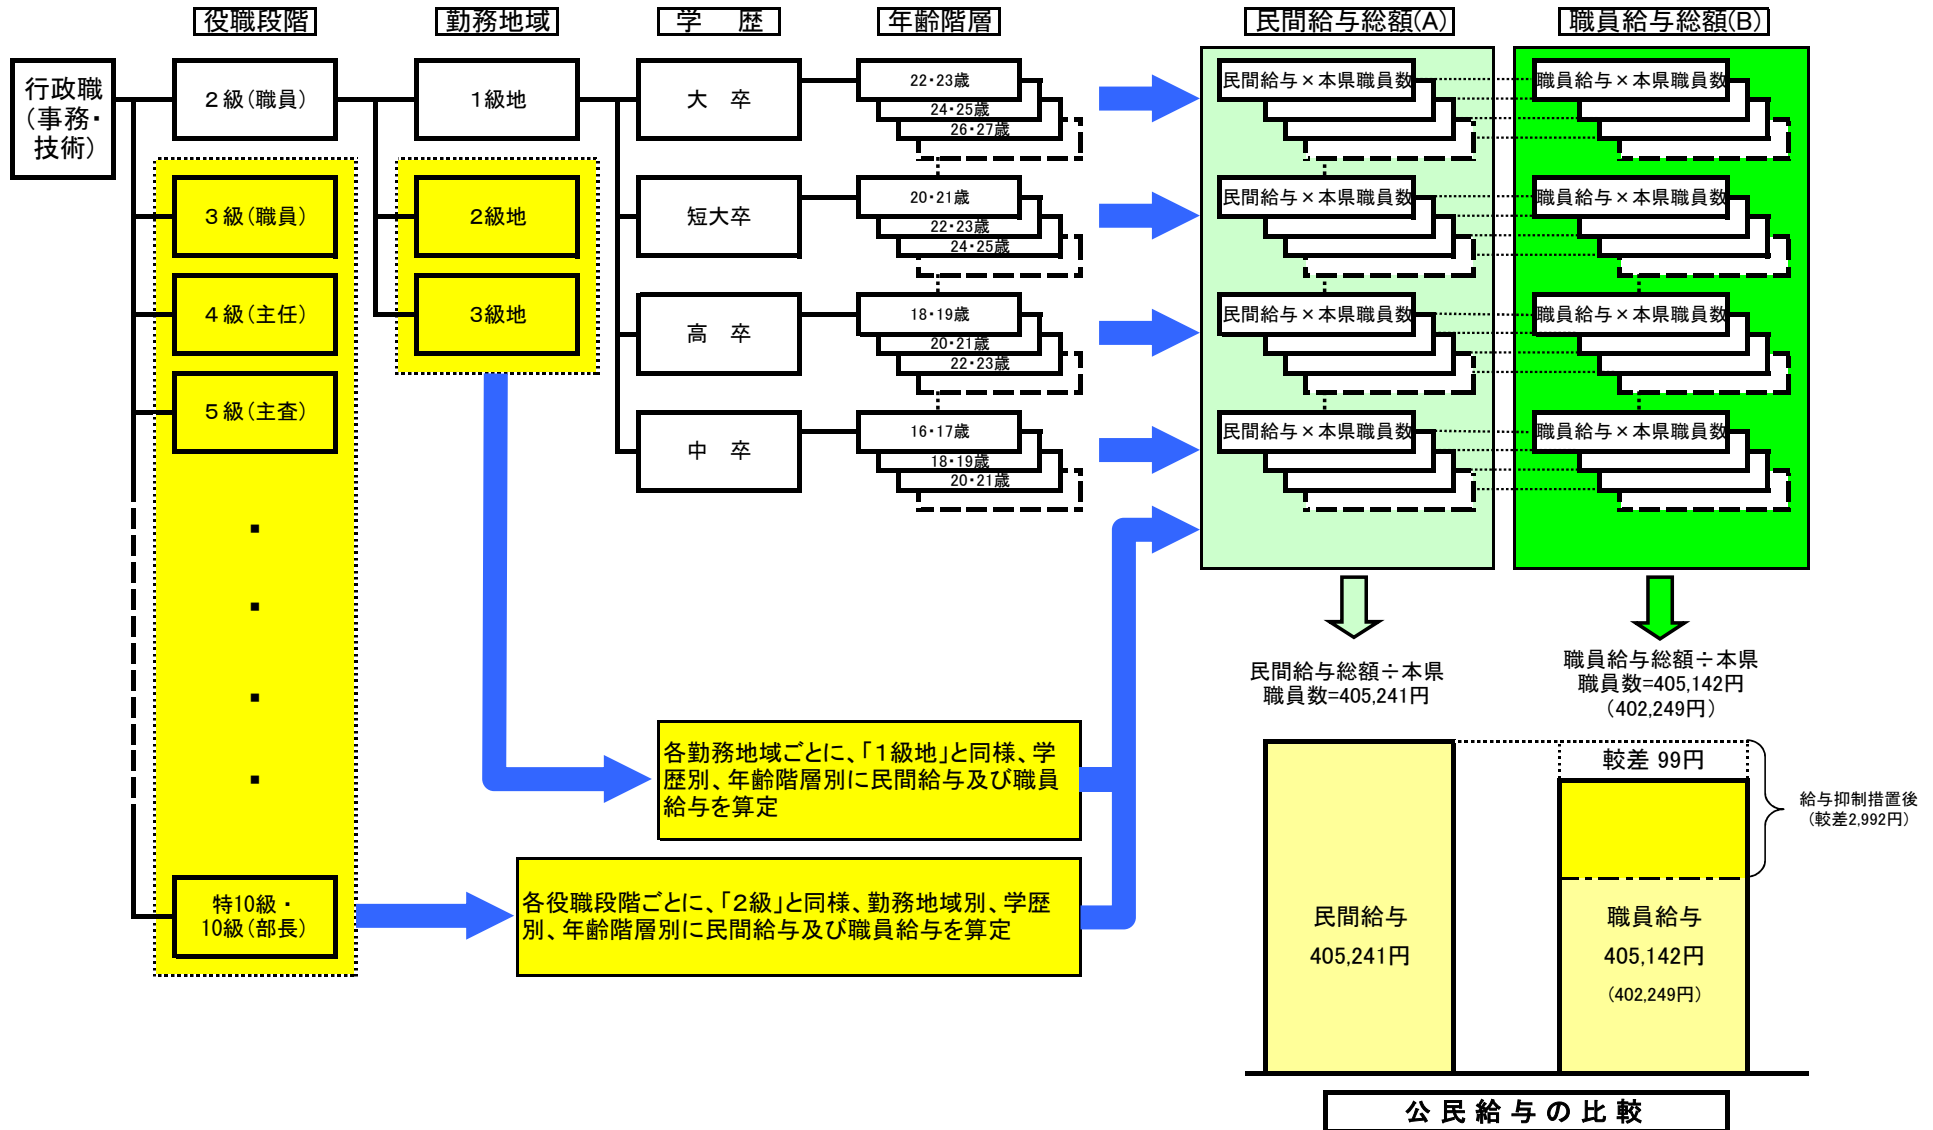 役職段階
勤務地域
学　歴
年齢階層
民間給与総額(A)
職員給与総額(B)
行政職
(事務・
技術)
２級(職員)
３級(職員)
４級(主任)
５級(主査)
・
・
・
・
特10級・
10級(部長)
１級地
２級地
３級地
大　卒
短大卒
高　卒
中　卒
22・23歳
24・25歳
26・27歳
20・21歳
22・23歳
24・25歳
18・19歳
20・21歳
22・23歳
16・17歳
18・19歳
20・21歳
民間給与×本県職員数
民間給与×本県職員数
民間給与×本県職員数
民間給与×本県職員数
職員給与×本県職員数
職員給与×本県職員数
職員給与×本県職員数
職員給与×本県職員数
民間給与総額÷本県
職員数=405,241円
職員給与総額÷本県
職員数=405,142円
(402,249円)
各勤務地域ごとに、「１級地」と同様、学
歴別、年齢階層別に民間給与及び職員
給与を算定
各役職段階ごとに、「２級」と同様、勤務地域別、学歴
別、年齢階層別に民間給与及び職員給与を算定
較差 99円
給与抑制措置後
(較差2,992円)
民間給与
405,241円
職員給与
405,142円
(402,249円)
公民給与の比較